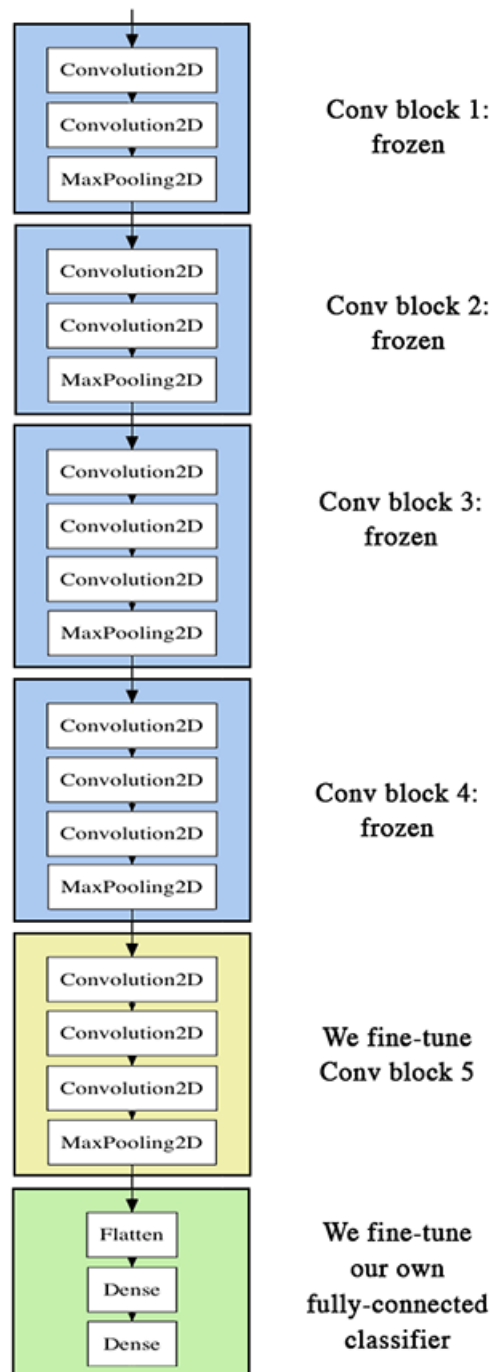 Convolution2D
Convolution2D
MaxPooling2D
Conv block 1:
frozen
Convolution2D
Convolution2D
MaxPooling2D
Conv block 2:
frozen
Convolution2D
Convolution2D
Convolution2D
MaxPooling2D
Conv block 3:
frozen
Convolution2D
Convolution2D
Convolution2D
MaxPooling2D
Conv block 4:
frozen
Convolution2D
Convolution2D
Convolution2D
MaxPooling2D
We fine-tune
Conv block 5
Flatten
Dense
Dense
We fine-tune
our own
fully-connected
classifier